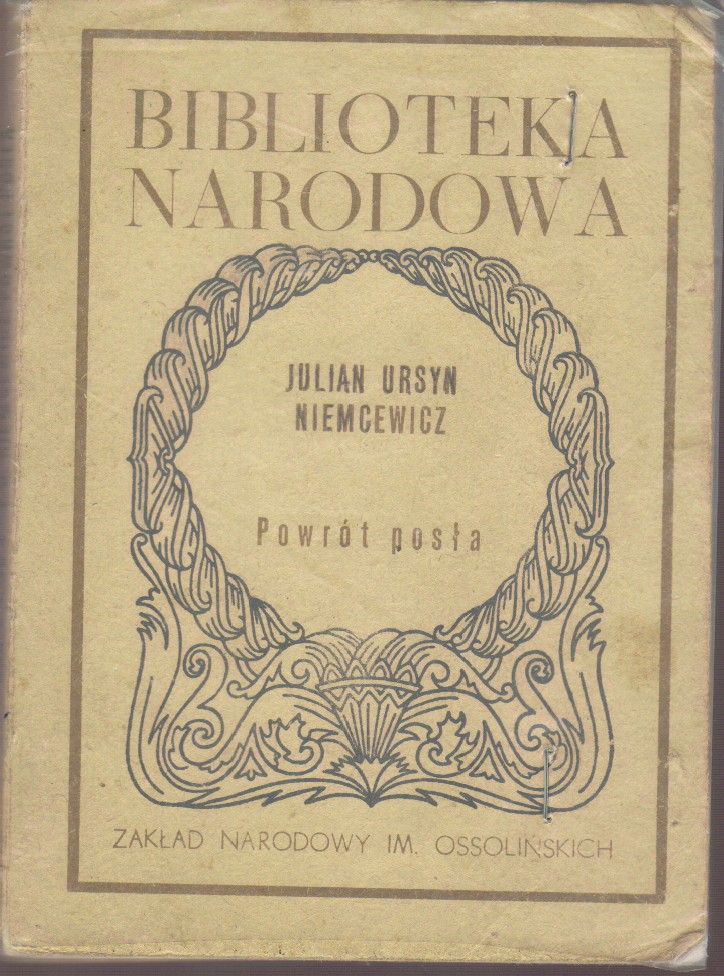 BIBLIOTEKA
NARODOWA
JULIAN URSYN
NIEMCEWICZ
Powrót posła
ZAKŁAD NARODOWY IM. OSSOLIŃSKICH